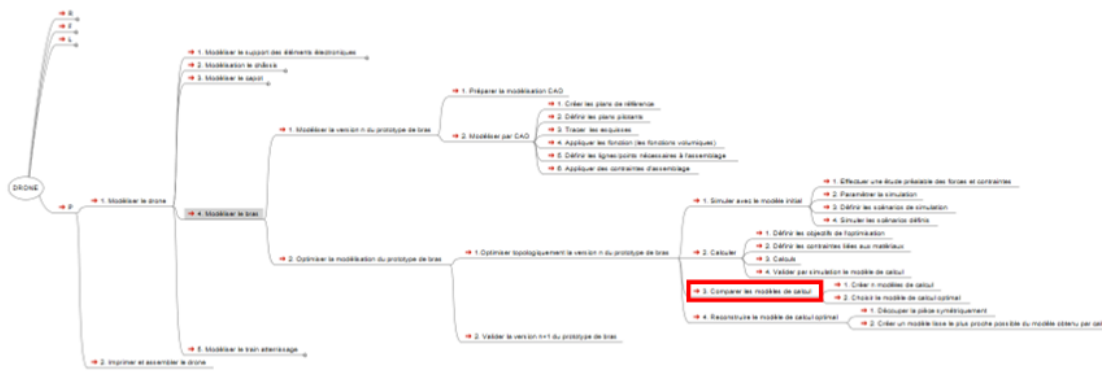 DRONE
R
F
L
P
1. Modéliser le drone
1. Modéliser le support des éléments électroniques
2. Modélisation le châssis
3. Modéliser le capot
4. Modéliser le bras
1. Modéliser la version n du prototype de bras
1. Préparer la modélisation CAO
2. Modéliser par CAO
1. Créer les plans de référence
2. Définir les plans pilotants
3. Tracer les esquisses
4. Appliquer les fonction (les fonctions volumiques)
5. Définir les lignes/points nécessaires à l'assemblage
6. Appliquer des contraintes d'assemblage
2. Optimiser la modélisation du prototype de bras
1.Optimiser topologiquement la version n du prototype de bras
1. Simuler avec le modèle initial
1. Effectuer une étude préalable des forces et contraintes
2. Paramétrer la simulation
3. Définir les scénarios de simulation
4. Simuler les scénarios définis
2. Calculer
1. Définir les objectifs de l'optimisation
2. Définir les contraintes liées aux matériaux
3. Calculs
4. Valider par simulation le modèle de calcul
3. Comparer les modèles de calcul
1. Créer n modèles de calcul
2. Choisit le modèle de calcul optimal
4. Reconstruire le modèle de calcul optimal
1. Découper la pièce symétriquement
2. Créer un modèle lisse le plus proche possible du modèle obtenu par calc
2. Valider la version n+1 du prototype de bras
5. Modéliser le train atterrissage
2. Imprimer et assembler le drone